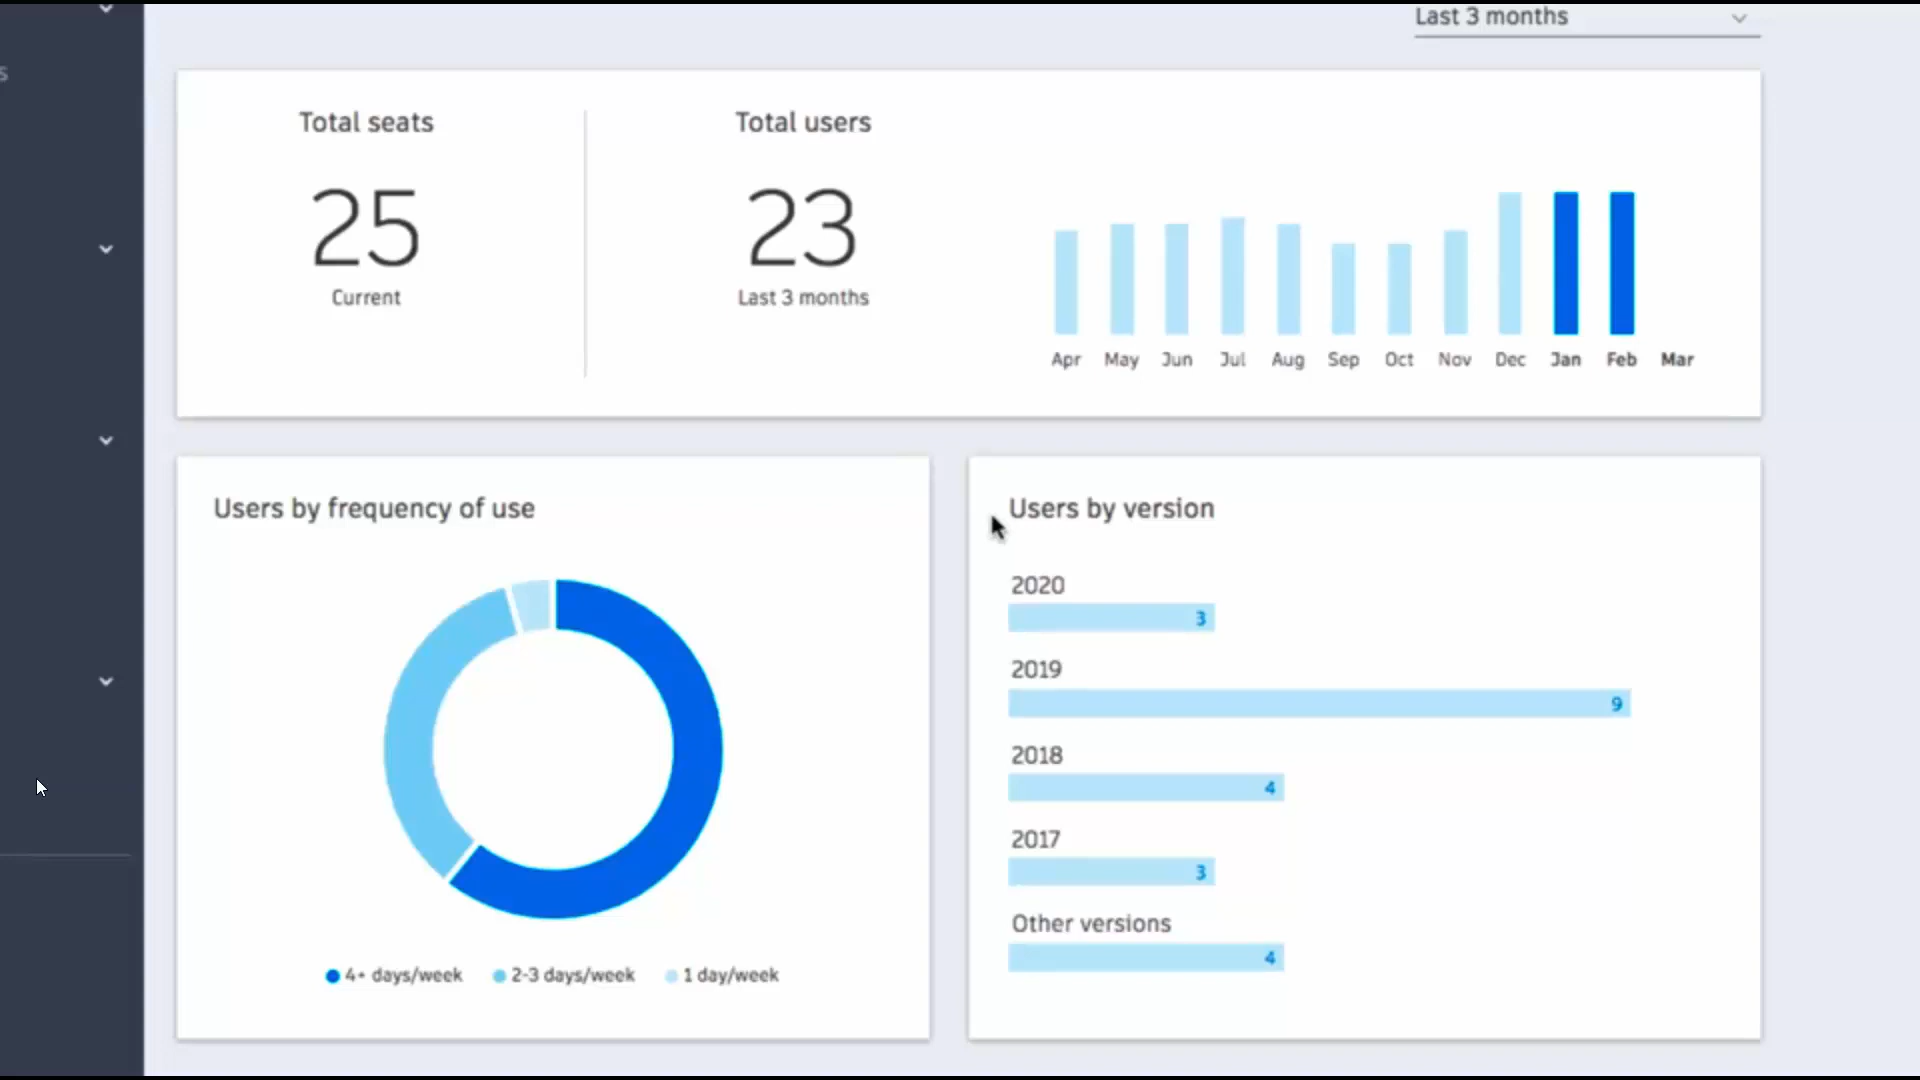 Last 3 months
s
Total seats
25
Current
Total users
23
Last 3 months
Apr May Jun Jul Aug Sep Oct Nov Dec Jan Feb Mar
Users by frequency of use
4+ days/week 2-3 days/week 1 day/week
Users by version
2020
3
2019
9
2018
4
2017
3
Other versions
4